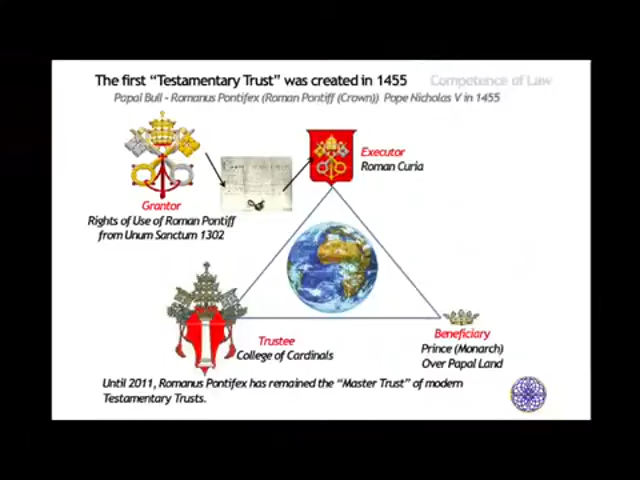 The first “Testamentary Trust” was created in 1455
Competence of Law
Papal Bull - Romanus Pontifex (Roman Pontiff (Crown)) Pope Nicholas V in 1455
Executor
Roman Curia
Grantor
Rights of Use of Roman Pontiff
from Unum Sanctum 1302
Trustee
College of Cardinals
Beneficiary
Prince (Monarch)
Over Papal Land
Until 2011, Romanus Pontifex has remained the “Master Trust” of modern
Testamentary Trusts.